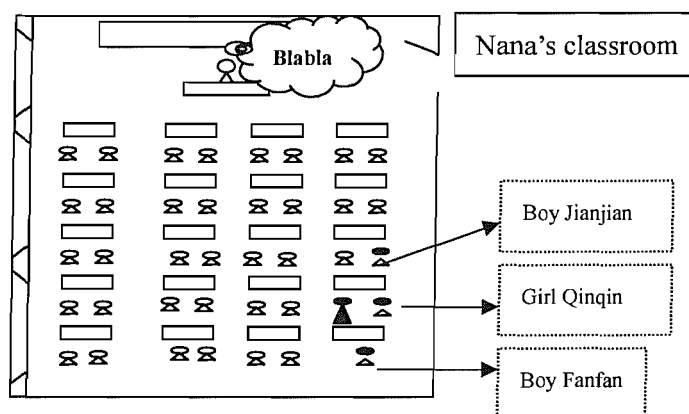 Blabla
Nana's classroom
Boy Jianjian
Girl Qinqin
Boy Fanfan